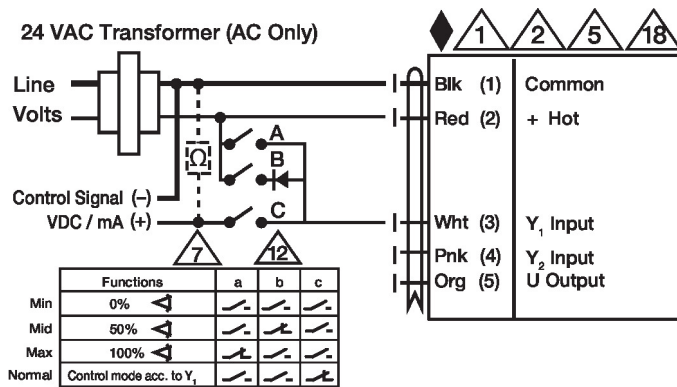 24 VAC Transformer (AC Only)
1 2 5 18
Line
Volts
Blk (1) Common
Red (2) + Hot
A
Ω
B
Control Signal (–)
VDC / mA (+)
C
Wht (3) Y₁ Input
7 12
Pnk (4) Y₂ Input
Org (5) U Output
Functions a b c
Min 0%
Mid 50%
Max 100%
Normal Control mode acc. to Y₁